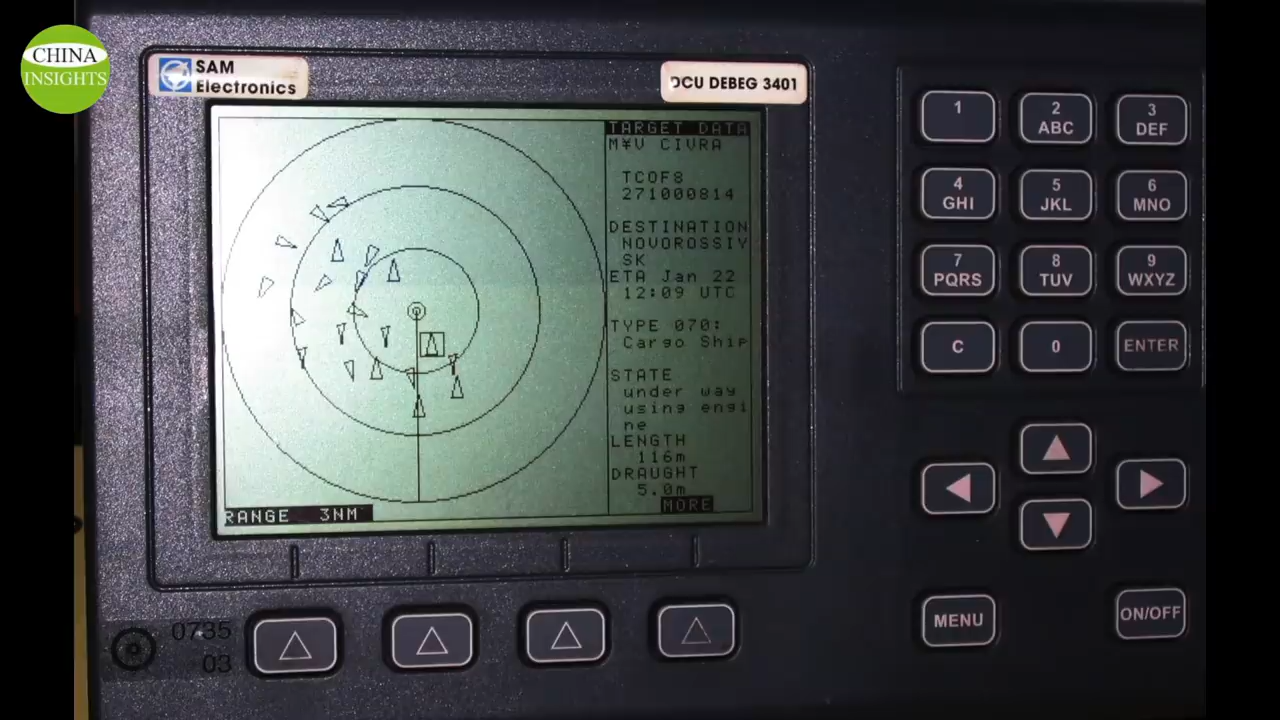 CHINA
INSIGHTS
SAM
Electronics
DCU DEBEG 3401
TARGET DATA
M¥V CIVRA
TCOF8
271000814
DESTINATION
NOVOROSSIY
SK
ETA Jan 22
12:09 UTC
TYPE 070:
Cargo Ship
STATE
under way
using engi
ne
LENGTH
116m
DRAUGHT
5.0m
MORE
RANGE 3NM
1
2
ABC
3
DEF
4
GHI
5
JKL
6
MNO
7
PQRS
8
TUV
9
WXYZ
C
0
ENTER
MENU
ON/OFF
0735
03